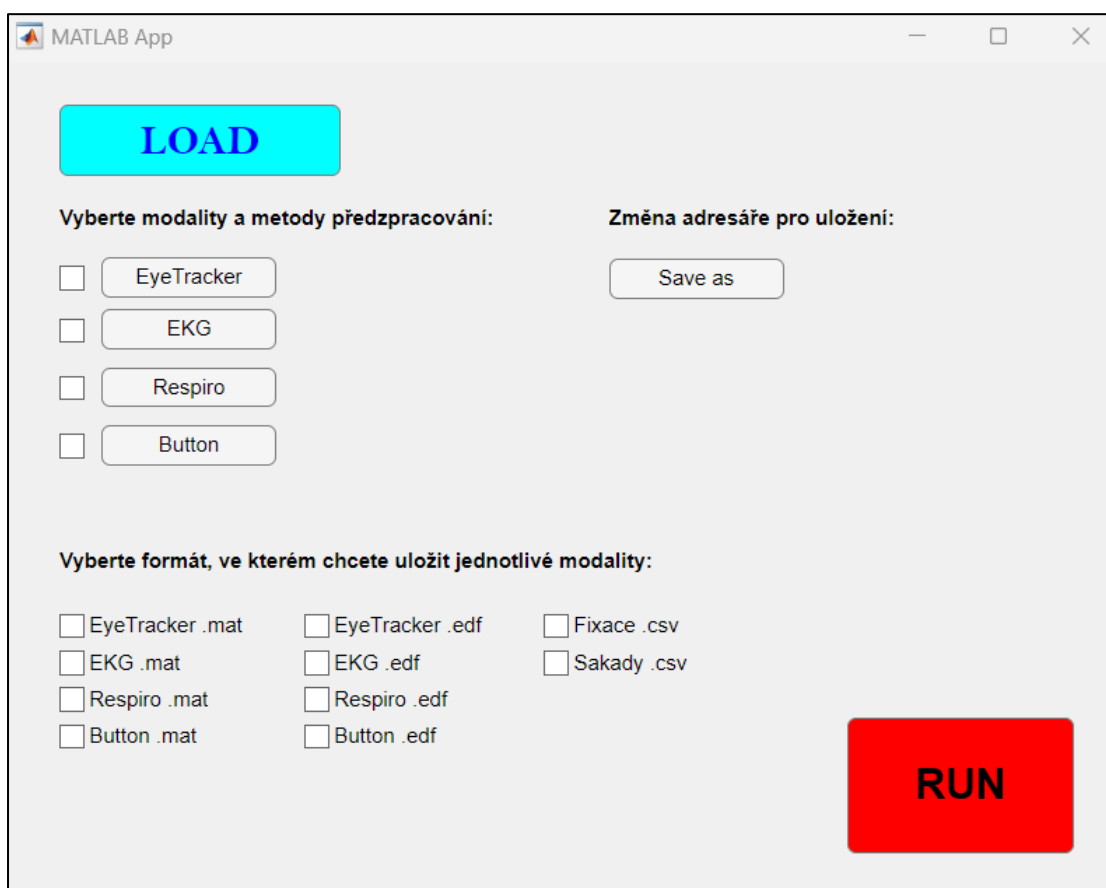 MATLAB App
LOAD
Vyberte modality a metody předzpracování:
Změna adresáře pro uložení:
EyeTracker
Save as
EKG
Respiro
Button
Vyberte formát, ve kterém chcete uložit jednotlivé modality:
EyeTracker .mat
EyeTracker .edf
Fixace .csv
EKG .mat
EKG .edf
Sakady .csv
Respiro .mat
Respiro .edf
Button .mat
Button .edf
RUN